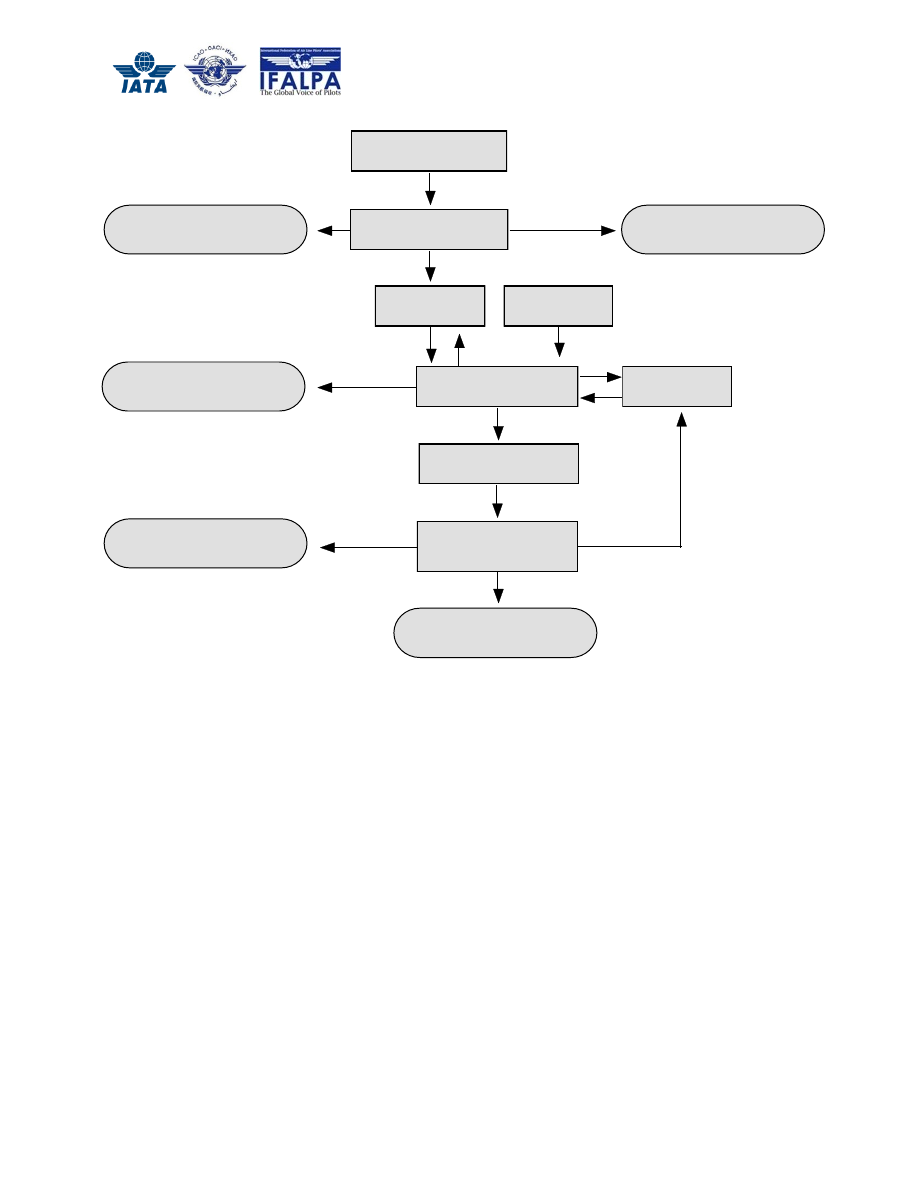 IATA
ICAO · OACI · ИКАО
International Federation of Air Line Pilots' Associations
IFALPA
The Global Voice of Pilots